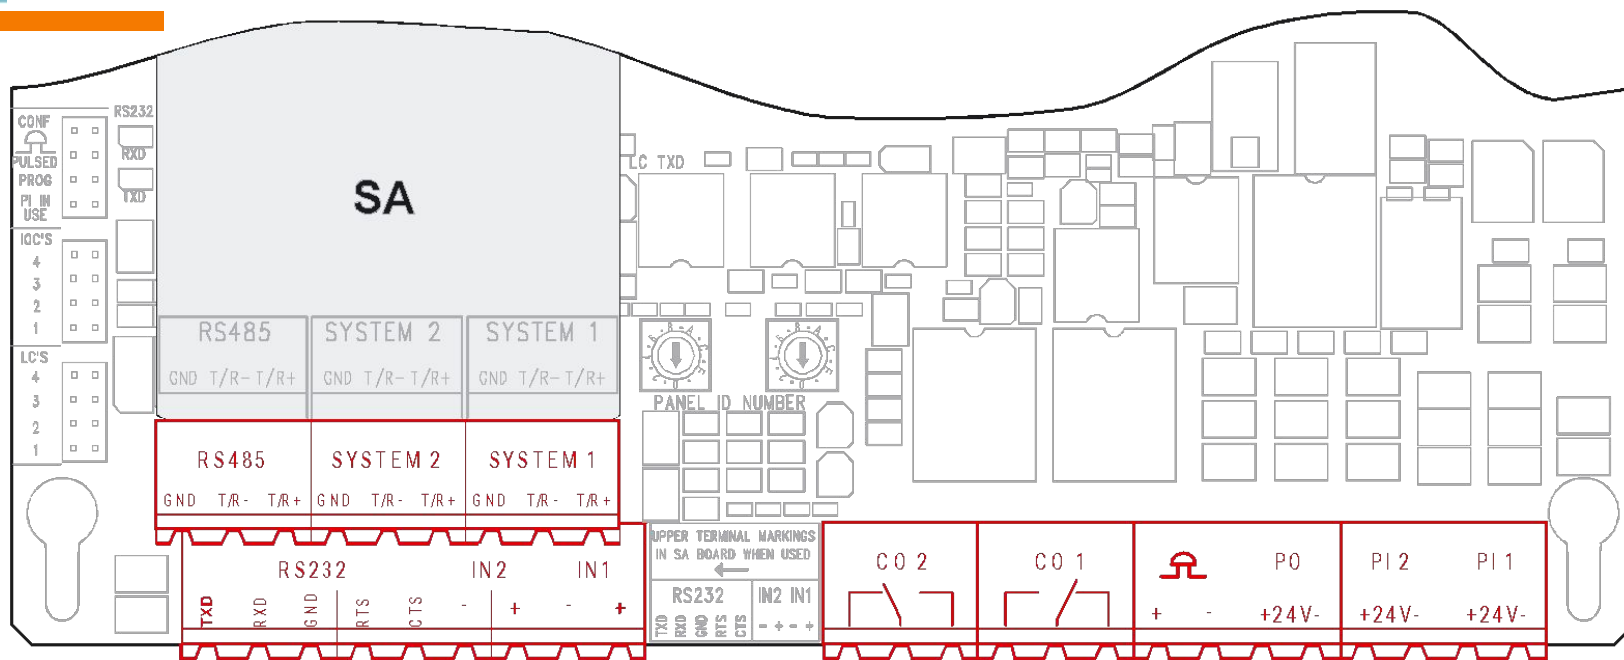 CONF
RS232
PULSED
RXD
PROG
TXD
PI IN
USE
IOC'S
4
3
2
1
LC'S
4
3
2
1
SA
LC TXD
RS485 SYSTEM 2 SYSTEM 1
GND T/R- T/R+ GND T/R- T/R+ GND T/R- T/R+
PANEL ID NUMBER
RS485 SYSTEM 2 SYSTEM 1
GND T/R- T/R+ GND T/R- T/R+ GND T/R- T/R+
RS232 IN2 IN1
TXD RXD GND RTS CTS - + - +
UPPER TERMINAL MARKINGS
IN SA BOARD WHEN USED
RS232 IN2 IN1
TXD RXD GND RTS CTS - + - +
CO 2 CO 1 PO PI 2 PI 1
+ - +24V- +24V- +24V-